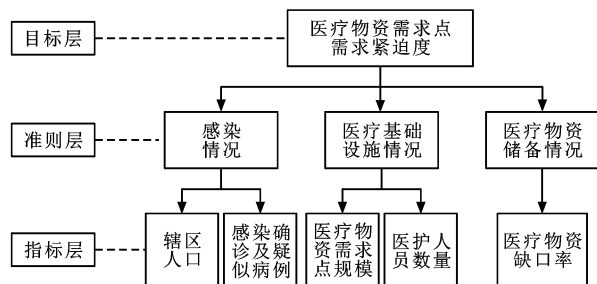 目标层
医疗物资需求点
需求紧迫度
准则层
感染
情况
医疗基础
设施情况
医疗物资
储备情况
指标层
辖区
人口
感染确
诊及疑
似病例
医疗物
资需求
点规模
医护人
员数量
医疗物资
缺口率